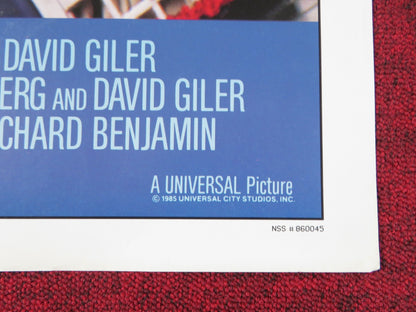 DAVID GILER
ERG AND DAVID GILER
CHARD BENJAMIN
A UNIVERSAL Picture
© 1985 UNIVERSAL CITY STUDIOS, INC.
NSS # 860045